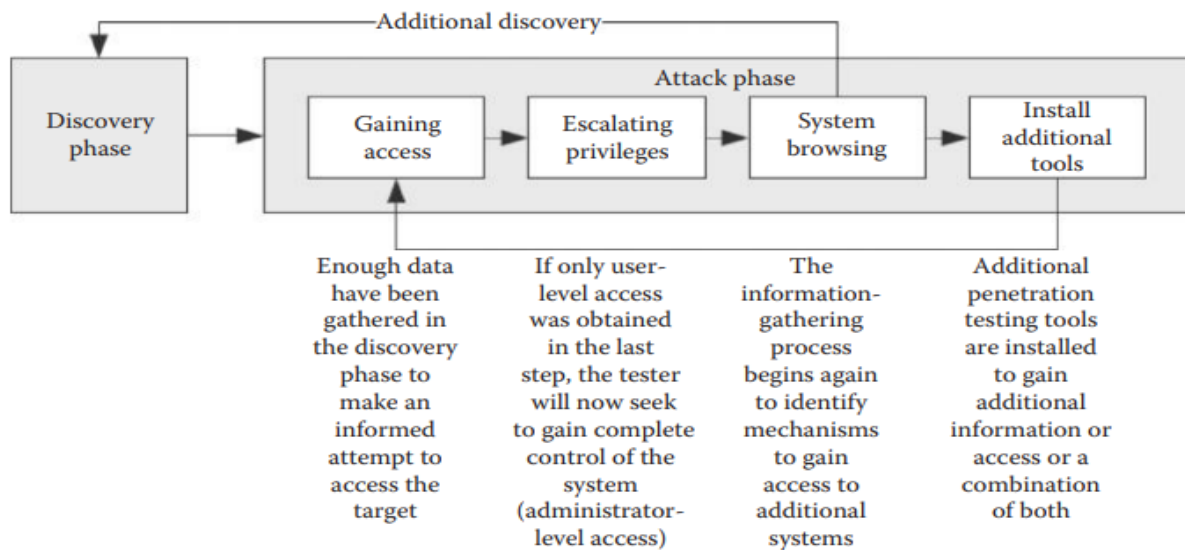 Additional discovery
Attack phase
Discovery
phase
Gaining
access
Escalating
privileges
System
browsing
Install
additional
tools
Enough data
have been
gathered in
the discovery
phase to
make an
informed
attempt to
access the
target
If only user-
level access
was obtained
in the last
step, the tester
will now seek
to gain complete
control of the
system
(administrator-
level access)
The
information-
gathering
process
begins again
to identify
mechanisms
to gain
access to
additional
systems
Additional
penetration
testing tools
are installed
to gain
additional
information or
access or a
combination
of both